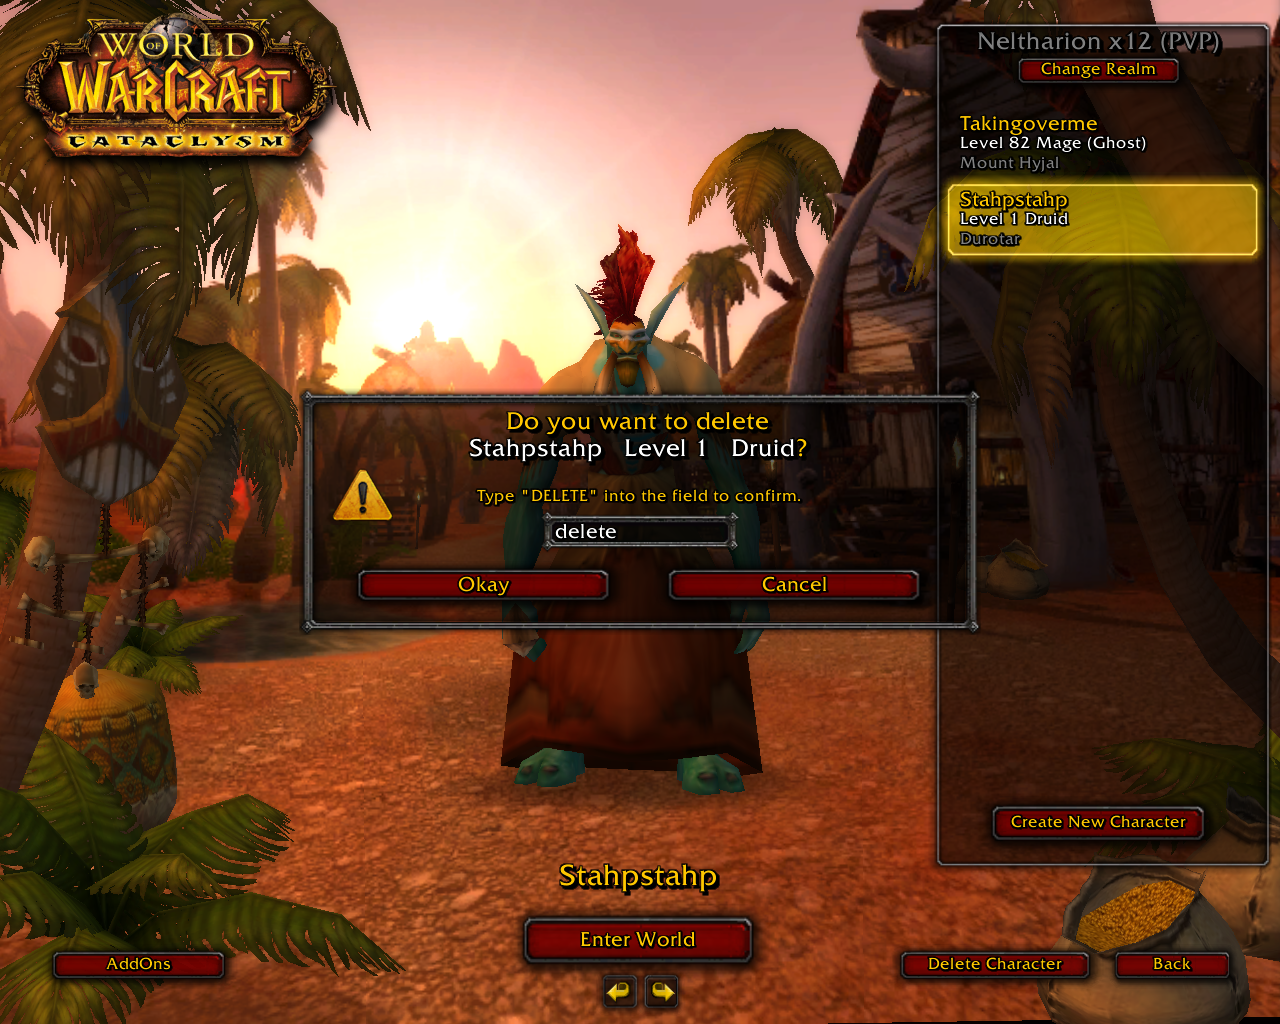 WORLD OF
WARCRAFT
CATACLYSM
Neltharion x12 (PVP)
Change Realm
Takingoverme
Level 82 Mage (Ghost)
Mount Hyjal
Stahpstahp
Level 1 Druid
Durotar
Do you want to delete
Stahpstahp Level 1 Druid?
Type "DELETE" into the field to confirm.
delete
Okay
Cancel
Create New Character
Stahpstahp
Enter World
AddOns
Delete Character
Back